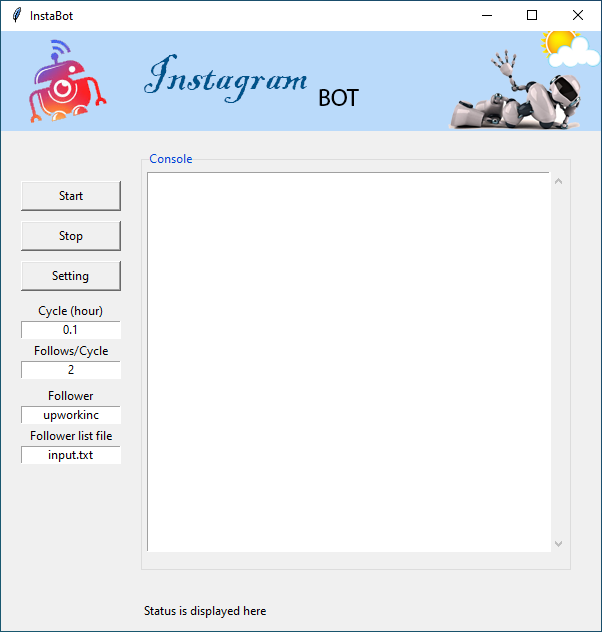 InstaBot
Instagram BOT
Console
Start
Stop
Setting
Cycle (hour)
0.1
Follows/Cycle
2
Follower
upworkinc
Follower list file
input.txt
Status is displayed here